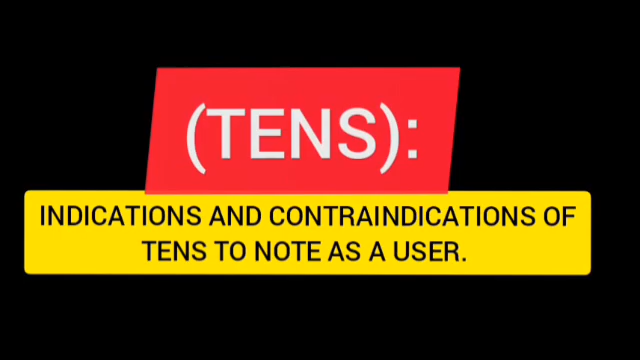 (TENS):
INDICATIONS AND CONTRAINDICATIONS OF
TENS TO NOTE AS A USER.